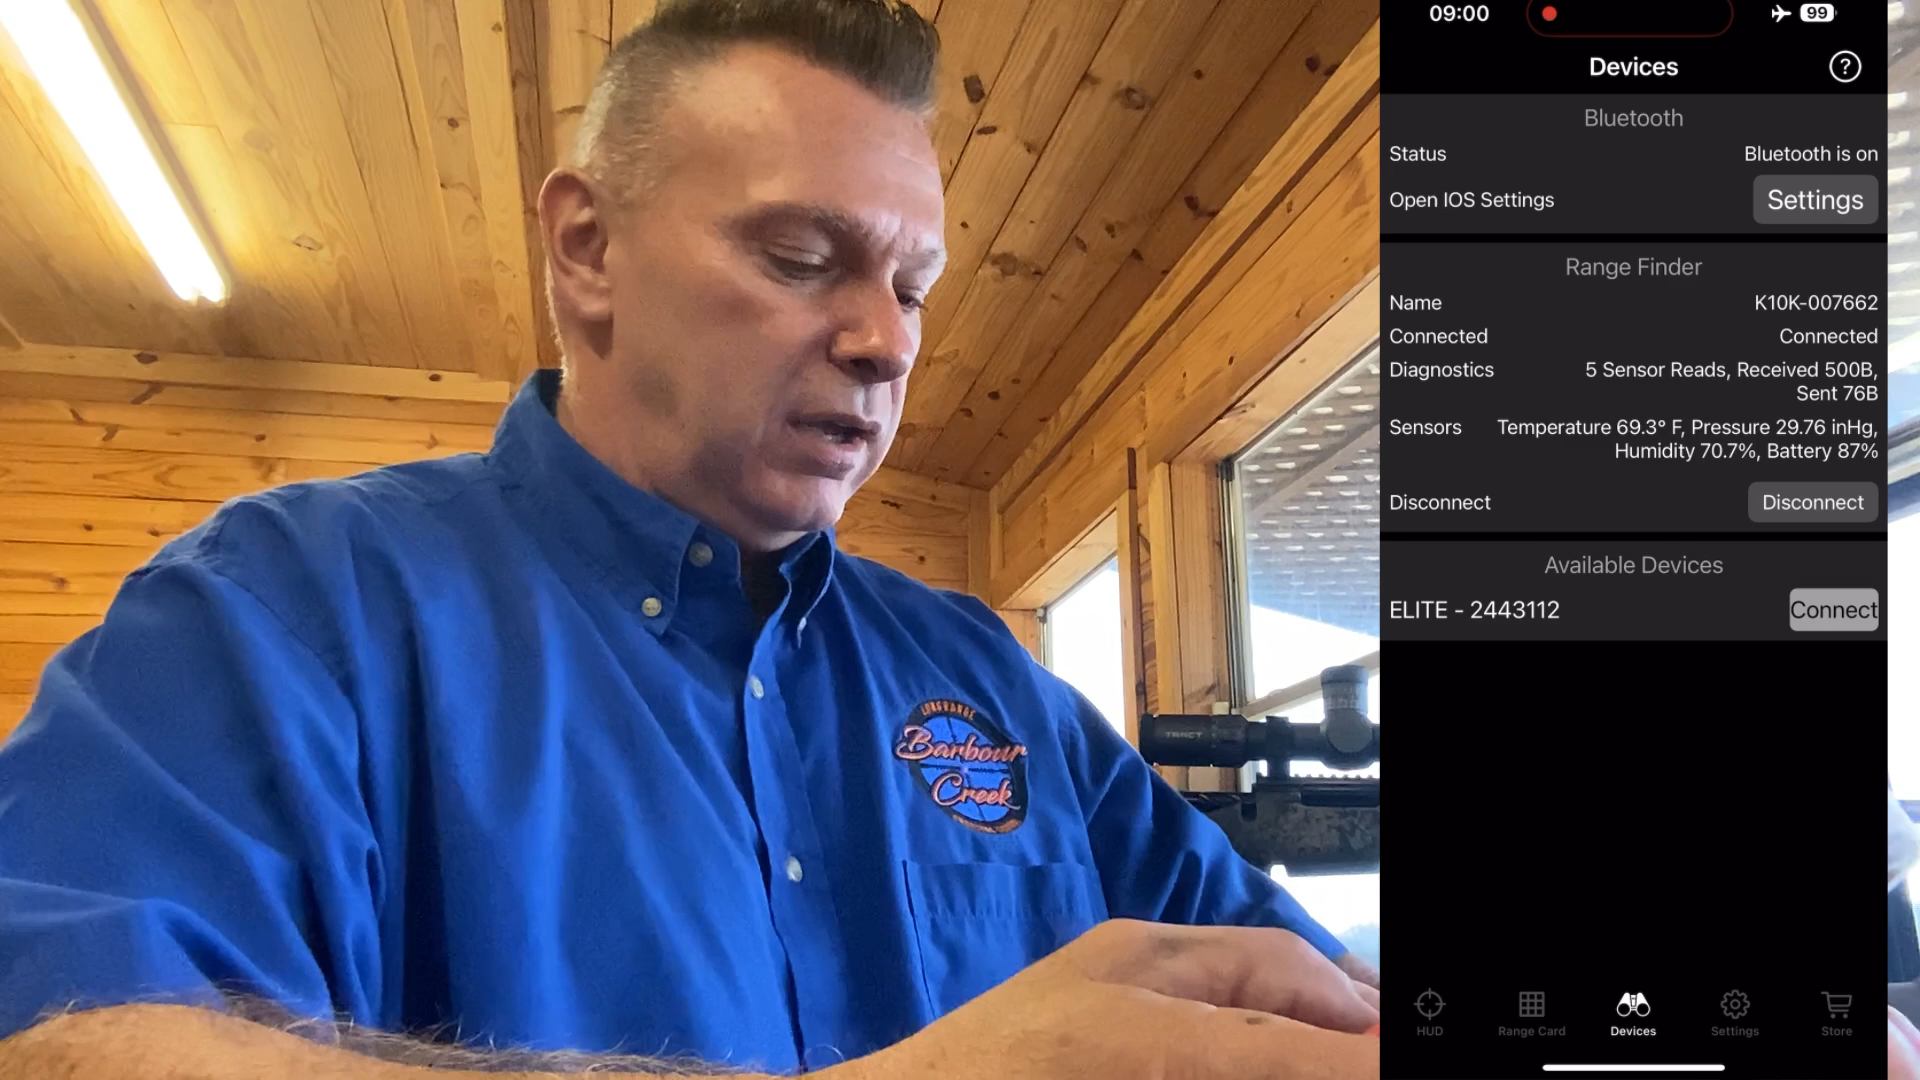 09:00
99
Devices
?
Bluetooth
Status Bluetooth is on
Open IOS Settings Settings
Range Finder
Name K10K-007662
Connected Connected
Diagnostics 5 Sensor Reads, Received 500B,
Sent 76B
Sensors Temperature 69.3° F, Pressure 29.76 inHg,
Humidity 70.7%, Battery 87%
Disconnect Disconnect
Available Devices
ELITE - 2443112 Connect
HUD Range Card Devices Settings Store
LONGRANGE
Barbour
Creek
TRACT